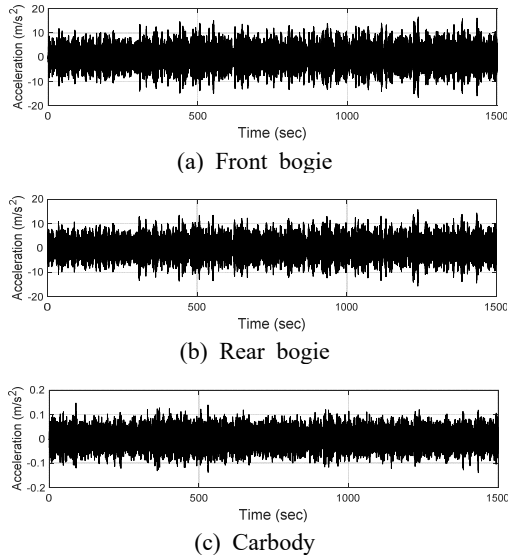 20
10
0
-10
-20
Acceleration (m/s²)
0 500 1000 1500
Time (sec)
(a) Front bogie
20
10
0
-10
-20
Acceleration (m/s²)
0 500 1000 1500
Time (sec)
(b) Rear bogie
0.2
0.1
0
-0.1
-0.2
Acceleration (m/s²)
0 500 1000 1500
Time (sec)
(c) Carbody